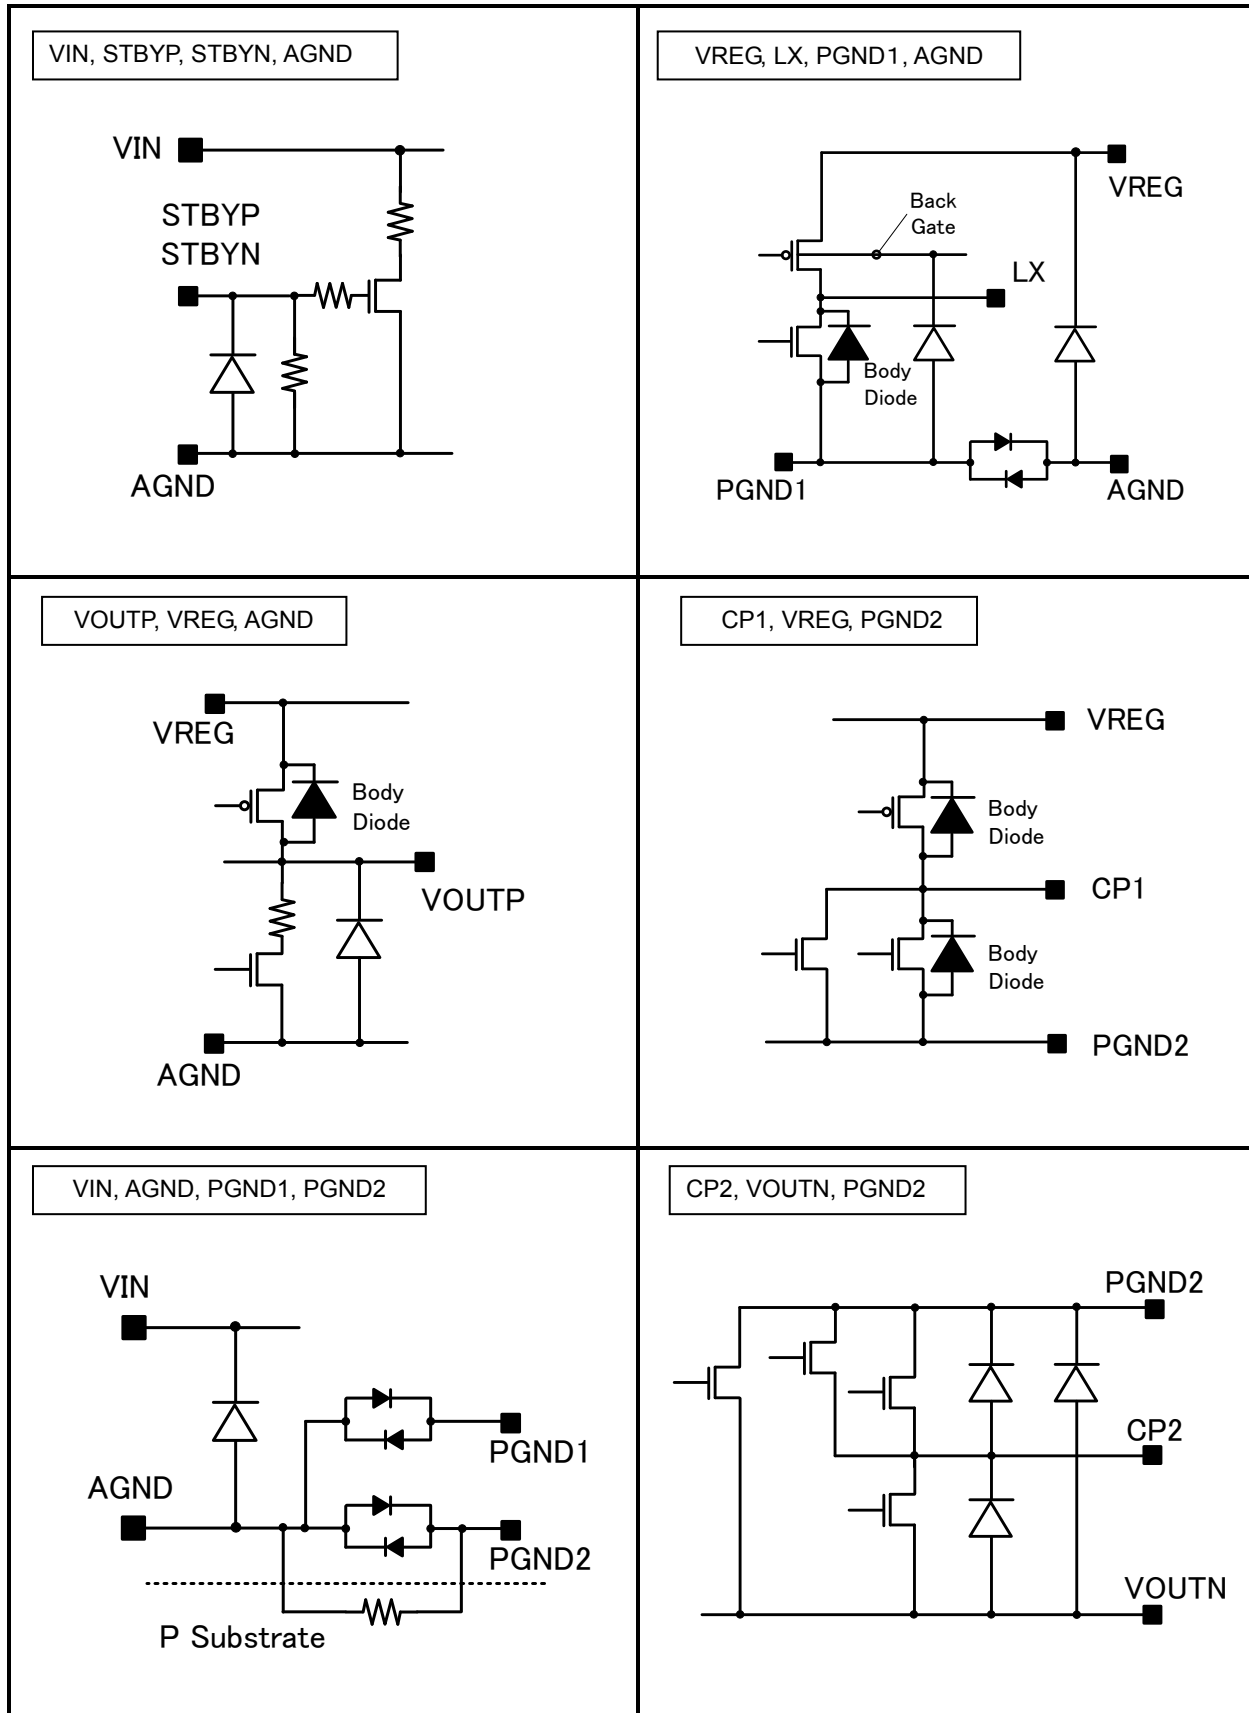 VIN, STBYP, STBYN, AGND
VIN
STBYP
STBYN
AGND
VREG, LX, PGND1, AGND
VREG
Back
Gate
LX
Body
Diode
PGND1
AGND
VOUTP, VREG, AGND
VREG
Body
Diode
VOUTP
AGND
CP1, VREG, PGND2
VREG
Body
Diode
CP1
Body
Diode
PGND2
VIN, AGND, PGND1, PGND2
VIN
PGND1
AGND
PGND2
P Substrate
CP2, VOUTN, PGND2
PGND2
CP2
VOUTN